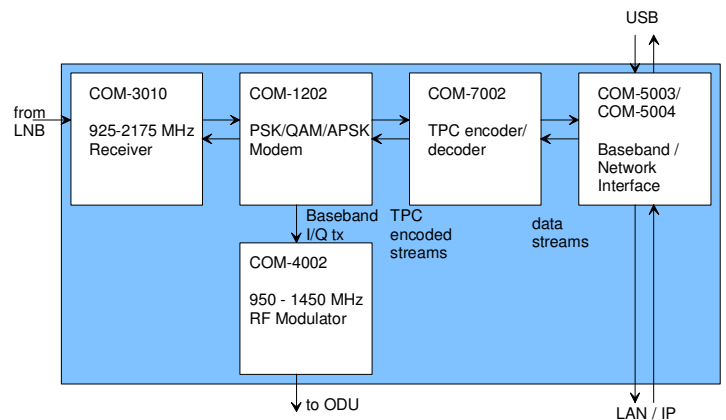 USB
from
LNB
COM-3010
925-2175 MHz
Receiver
COM-1202
PSK/QAM/APSK
Modem
COM-7002
TPC encoder/
decoder
COM-5003/
COM-5004
Baseband /
Network
Interface
Baseband
I/Q tx
TPC
encoded
streams
data
streams
COM-4002
950 - 1450 MHz
RF Modulator
to ODU
LAN / IP